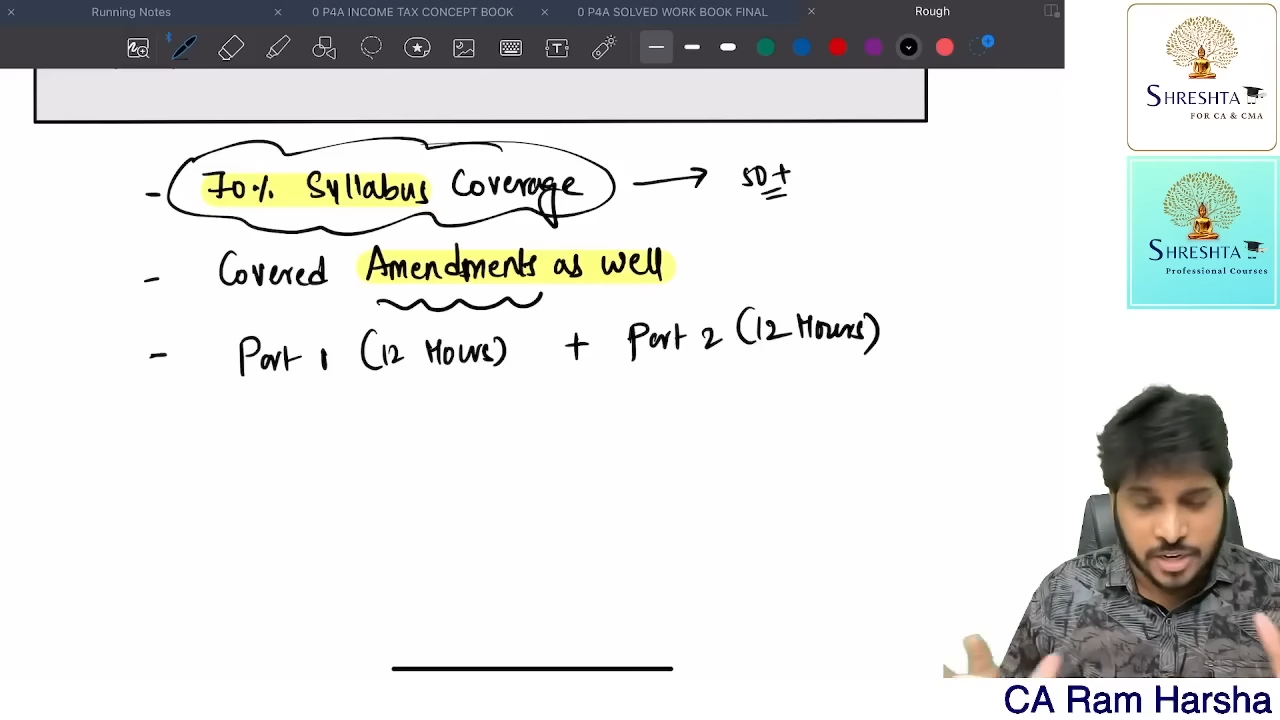 Running Notes
0 P4A INCOME TAX CONCEPT BOOK
0 P4A SOLVED WORK BOOK FINAL
Rough
SHRESHTA
FOR CA & CMA
- 70% Syllabus Coverage → 50+
SHRESHTA
Professional Courses
- Covered Amendments as well
- Part 1 (12 Hours) + Part 2 (12 Hours)
CA Ram Harsha